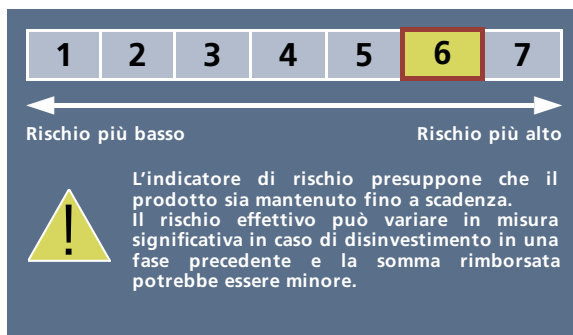 1 2 3 4 5 6 7
Rischio più basso Rischio più alto
L'indicatore di rischio presuppone che il
prodotto sia mantenuto fino a scadenza.
Il rischio effettivo può variare in misura
significativa in caso di disinvestimento in una
fase precedente e la somma rimborsata
potrebbe essere minore.
!